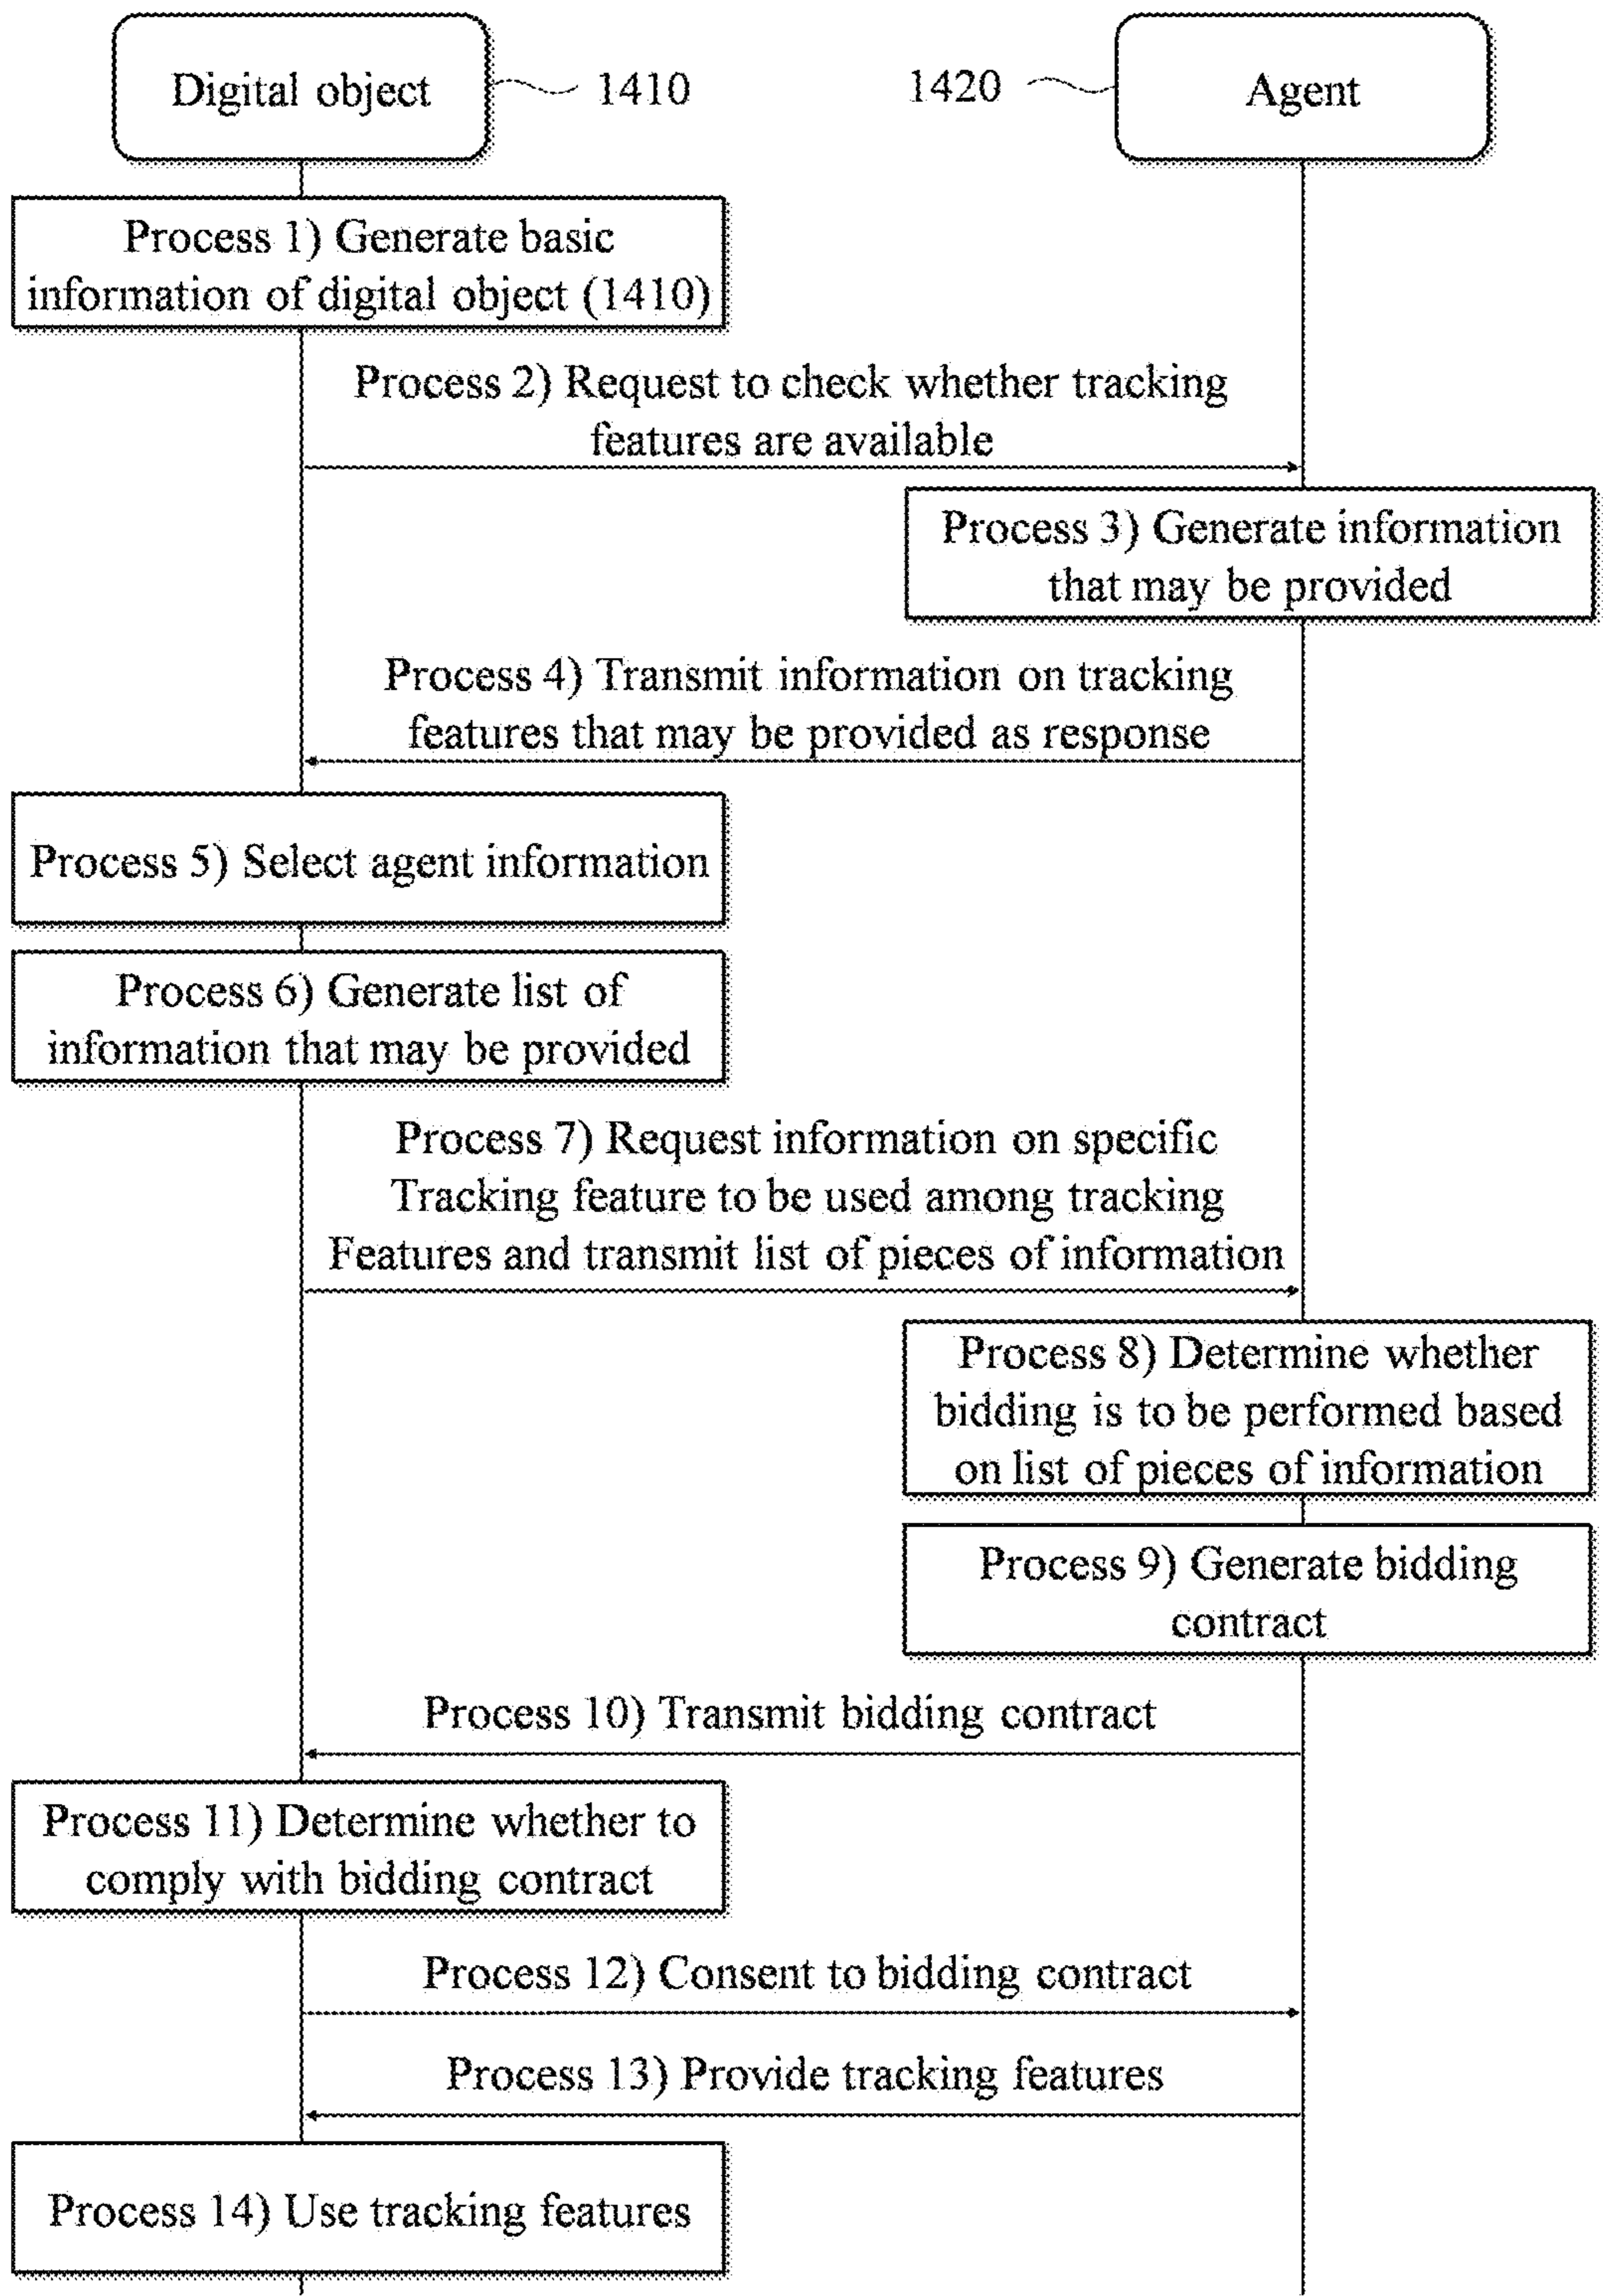 Digital object
1410
1420
Agent
Process 1) Generate basic
information of digital object (1410)
Process 2) Request to check whether tracking
features are available
Process 3) Generate information
that may be provided
Process 4) Transmit information on tracking
features that may be provided as response
Process 5) Select agent information
Process 6) Generate list of
information that may be provided
Process 7) Request information on specific
Tracking feature to be used among tracking
Features and transmit list of pieces of information
Process 8) Determine whether
bidding is to be performed based
on list of pieces of information
Process 9) Generate bidding
contract
Process 10) Transmit bidding contract
Process 11) Determine whether to
comply with bidding contract
Process 12) Consent to bidding contract
Process 13) Provide tracking features
Process 14) Use tracking features